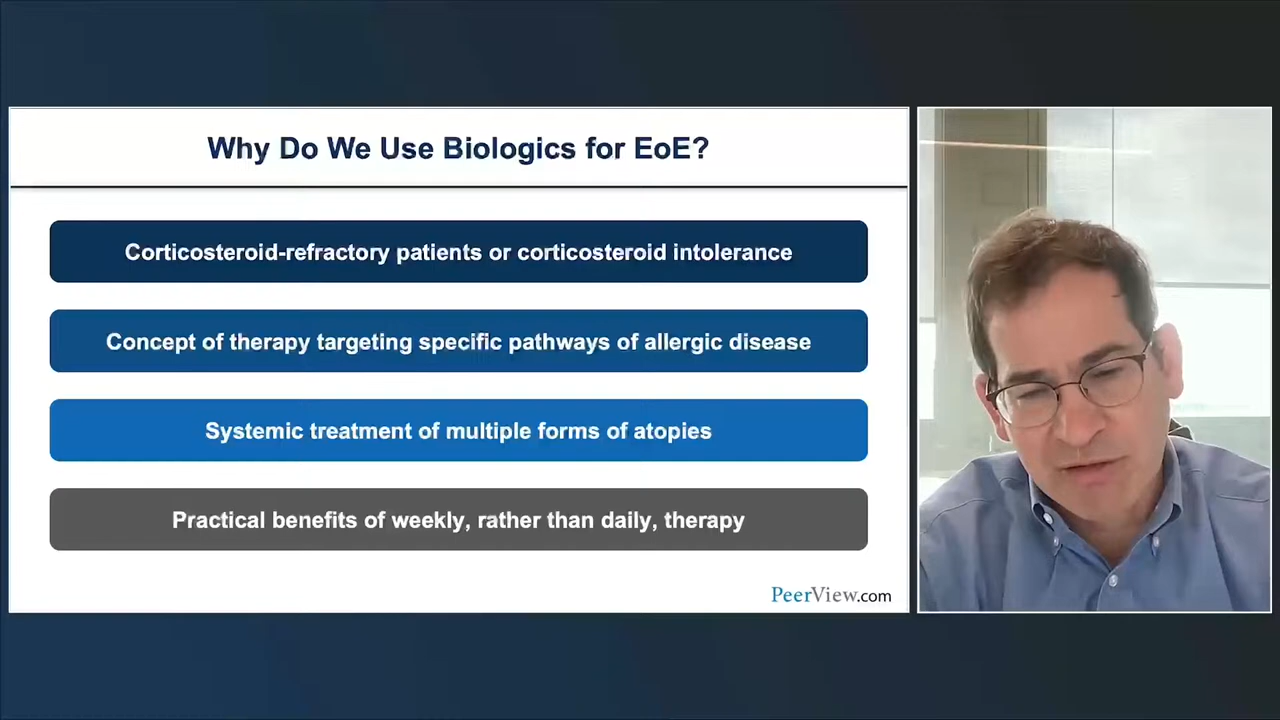 Why Do We Use Biologics for EoE?
Corticosteroid-refractory patients or corticosteroid intolerance
Concept of therapy targeting specific pathways of allergic disease
Systemic treatment of multiple forms of atopies
Practical benefits of weekly, rather than daily, therapy
PeerView.com